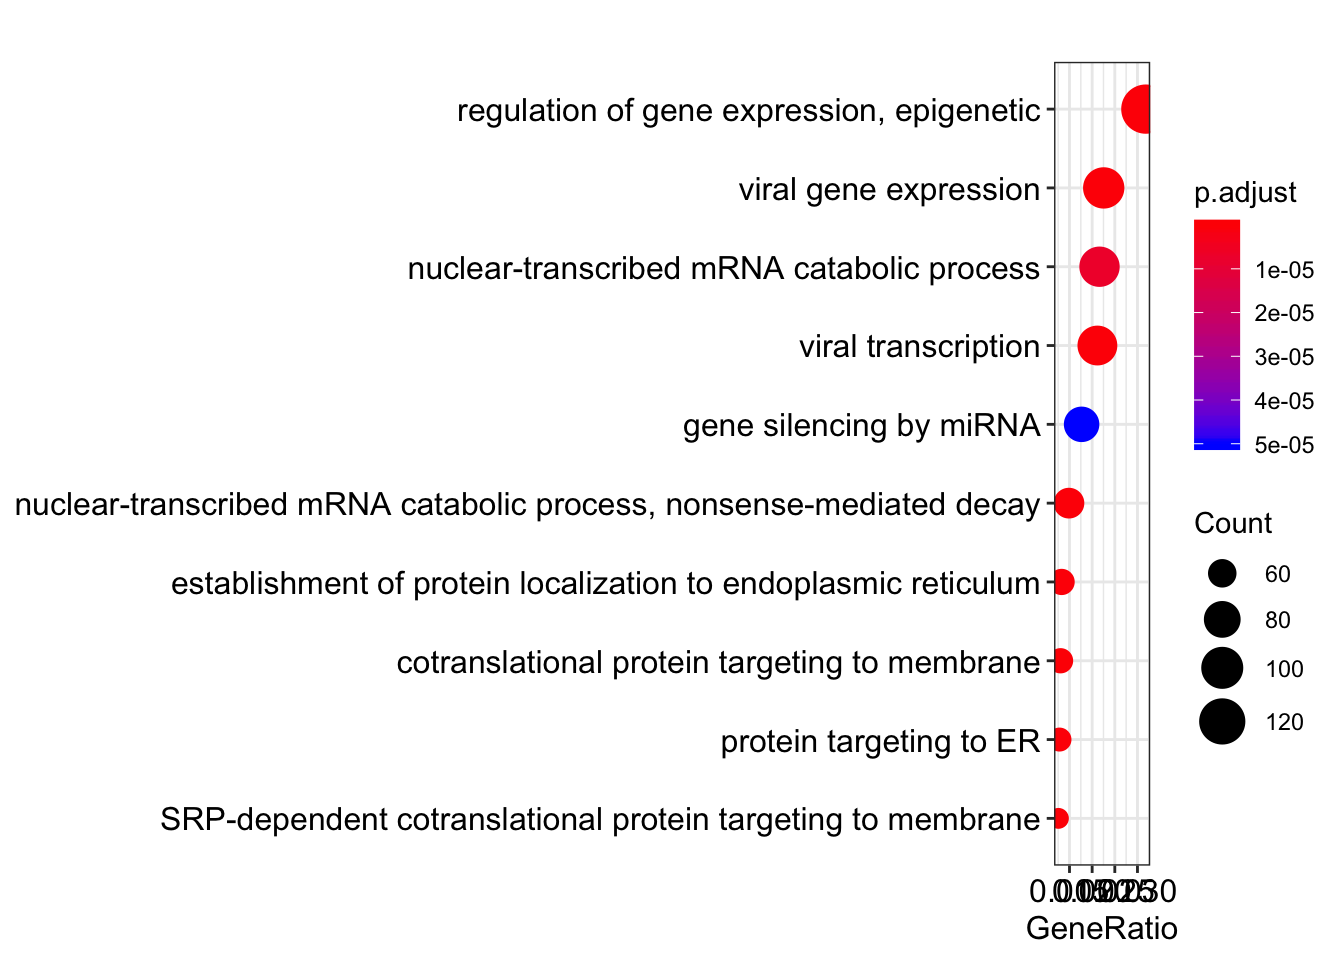 regulation of gene expression, epigenetic
viral gene expression
nuclear-transcribed mRNA catabolic process
viral transcription
gene silencing by miRNA
nuclear-transcribed mRNA catabolic process, nonsense-mediated decay
establishment of protein localization to endoplasmic reticulum
cotranslational protein targeting to membrane
protein targeting to ER
SRP-dependent cotranslational protein targeting to membrane
GeneRatio
p.adjust
1e-05
2e-05
3e-05
4e-05
5e-05
Count
60
80
100
120